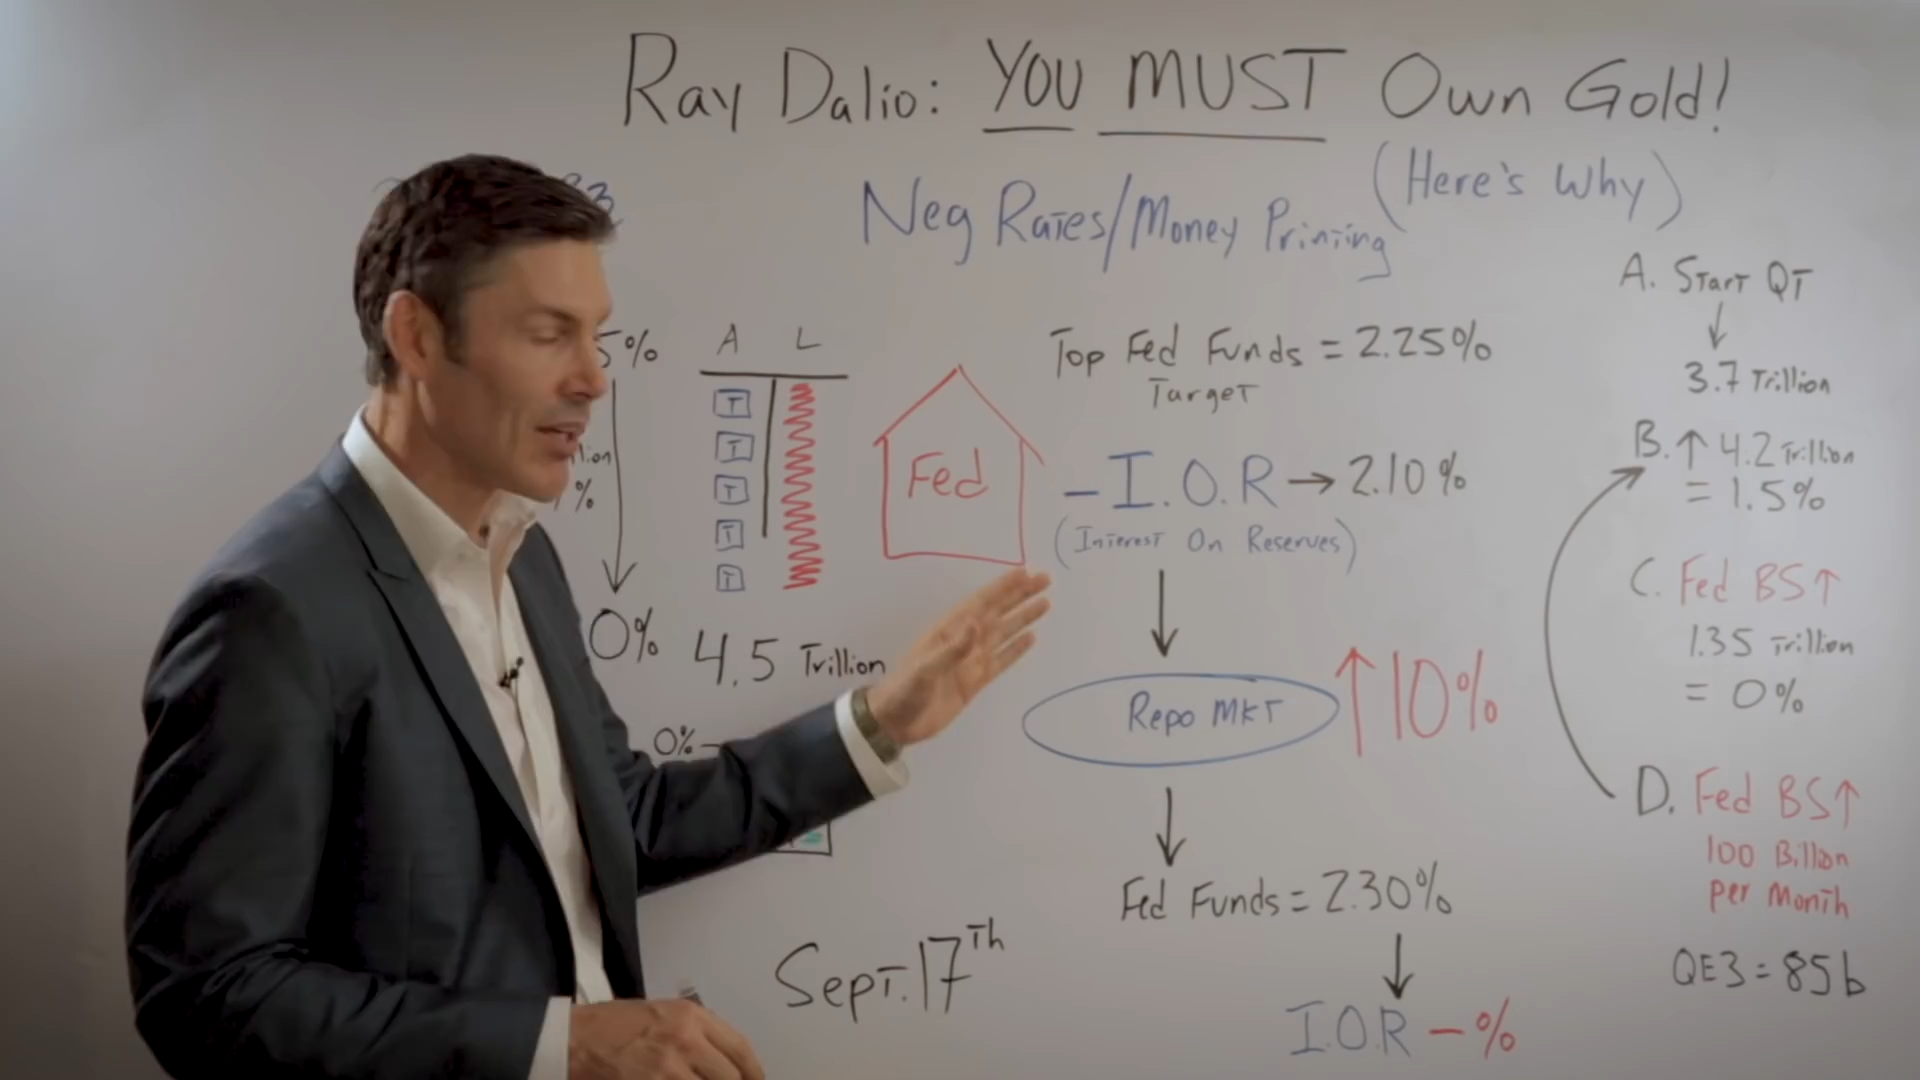 Ray Dalio: YOU MUST Own Gold!
(Here's Why)
Neg Rates/Money Printing
5%
0%
A L
T
T
T
T
T
4.5 Trillion
0%
Fed
Top Fed Funds = 2.25%
Target
- I.O.R → 2.10%
(Interest On Reserves)
Repo MKT ↑10%
Fed Funds = 2.30%
I.O.R - %
Sept. 17Th
A. Start QT
3.7 Trillion
B. ↑ 4.2 Trillion
= 1.5%
C. Fed BS↑
1.35 Trillion
= 0%
D. Fed BS↑
100 Billion
per Month
QE3 = 85b